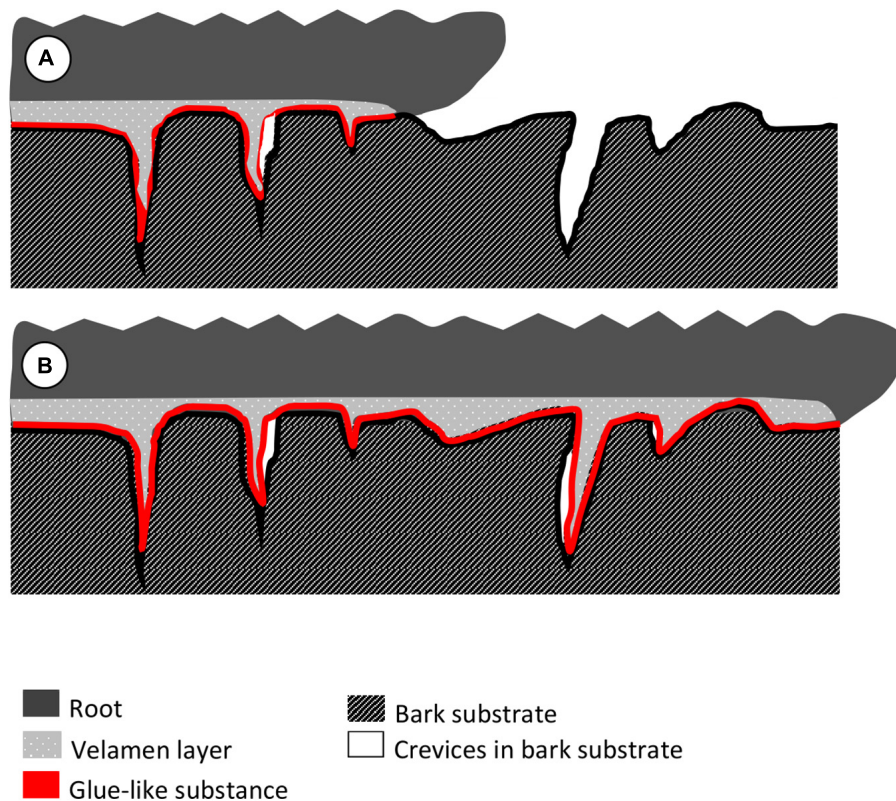 A
B
Root
Velamen layer
Glue-like substance
Bark substrate
Crevices in bark substrate